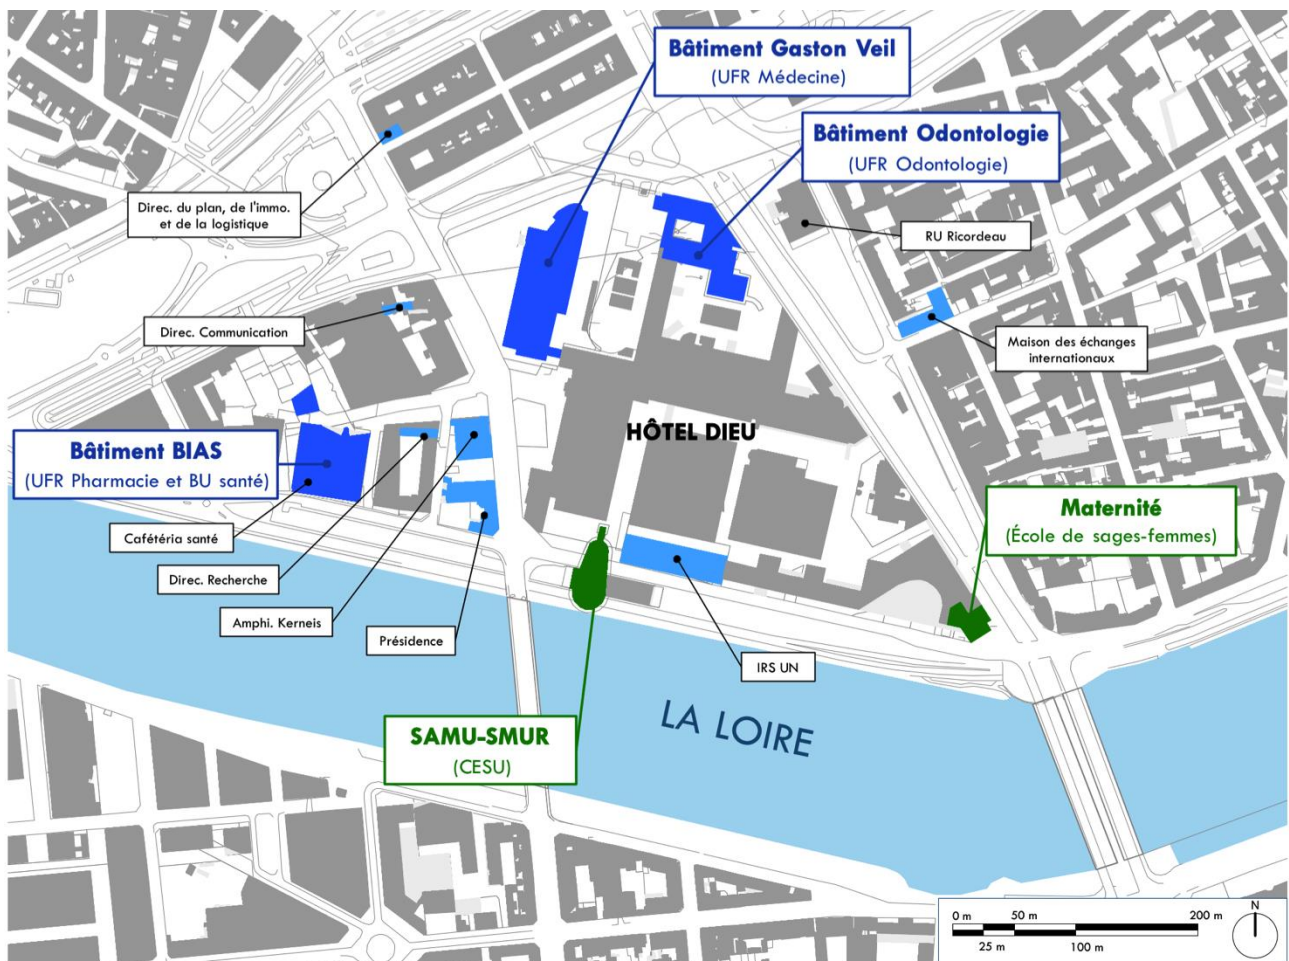 Bâtiment Gaston Veil
(UFR Médecine)
Bâtiment Odontologie
(UFR Odontologie)
Direc. du plan, de l'immo.
et de la logistique
RU Ricordeau
Direc. Communication
Maison des échanges
internationaux
HÔTEL DIEU
Bâtiment BIAS
(UFR Pharmacie et BU santé)
Maternité
(École de sages-femmes)
Cafétéria santé
Direc. Recherche
Amphi. Kerneis
Présidence
IRS UN
SAMU-SMUR
(CESU)
LA LOIRE
0 m 50 m 200 m
25 m 100 m
N